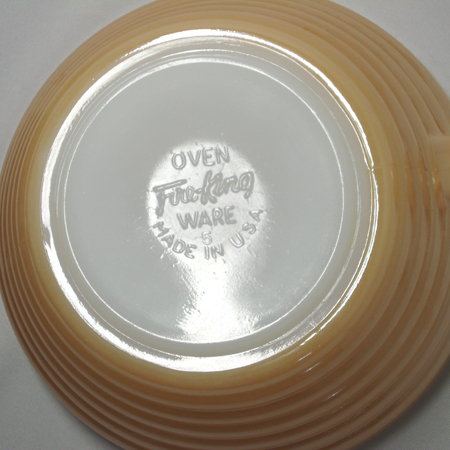 OVEN
Fire-King
WARE
5
MADE IN U.S.A.